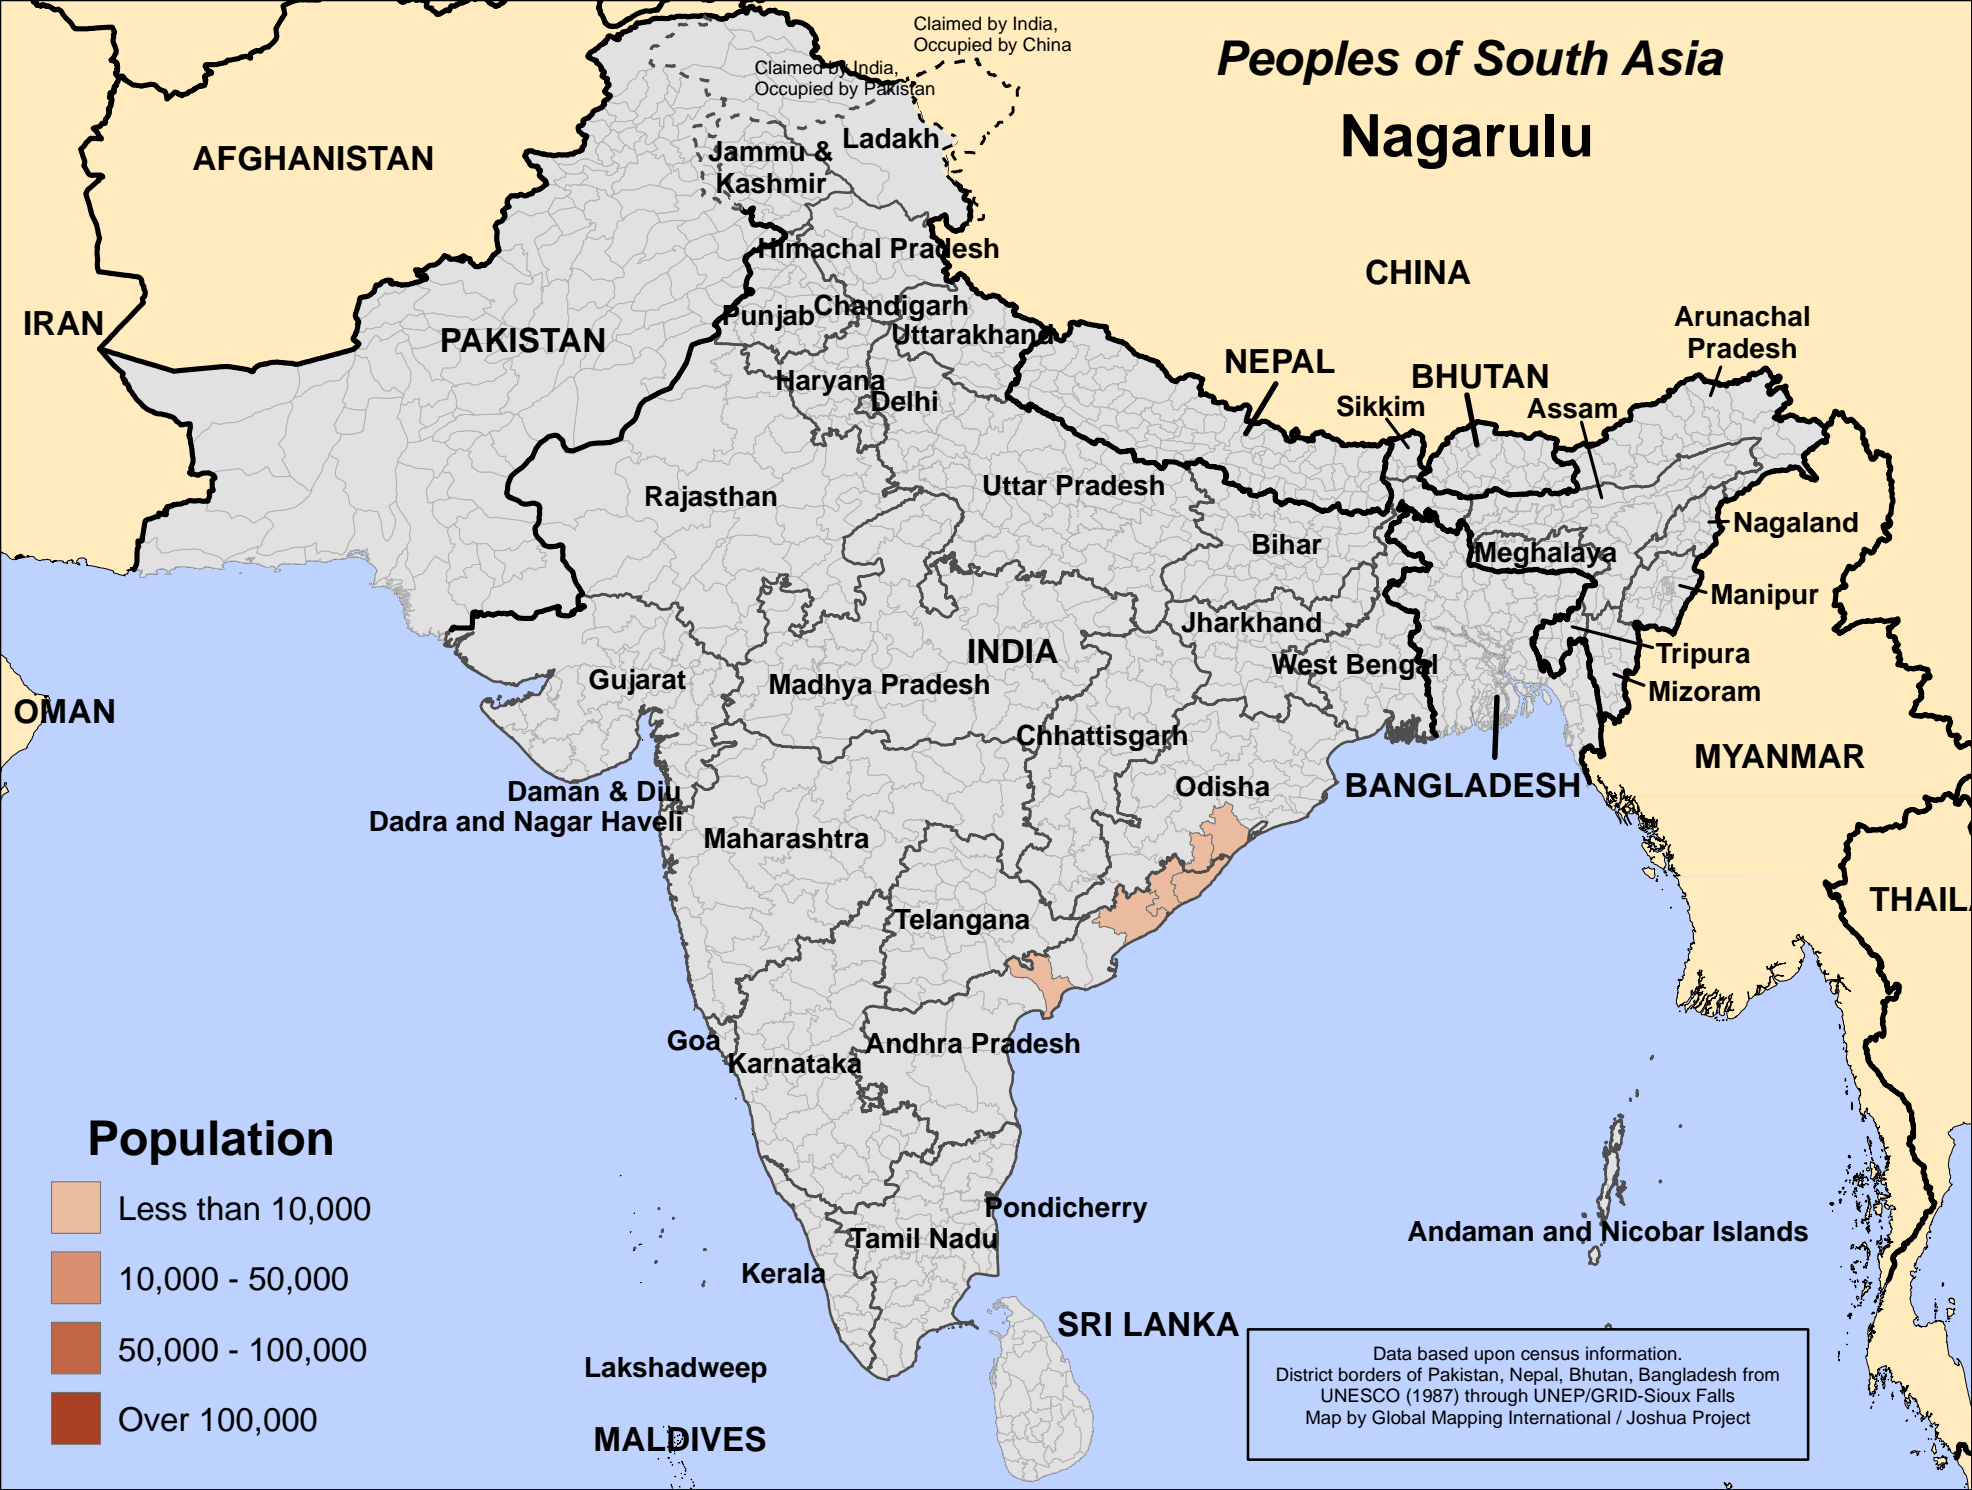 Claimed by India,
Occupied by China
Peoples of South Asia
Nagarulu
Claimed by India,
Occupied by Pakistan
AFGHANISTAN
Jammu &
Kashmir
Ladakh
Himachal Pradesh
CHINA
IRAN
PAKISTAN
Punjab
Chandigarh
Uttarakhand
Arunachal
Pradesh
NEPAL
BHUTAN
Haryana
Delhi
Sikkim
Assam
Rajasthan
Uttar Pradesh
Nagaland
Bihar
Meghalaya
Manipur
Jharkhand
INDIA
Tripura
West Bengal
Gujarat
Madhya Pradesh
Mizoram
OMAN
Chhattisgarh
MYANMAR
Odisha
BANGLADESH
Daman & Diu
Dadra and Nagar Haveli
Maharashtra
THAILA
Telangana
Goa
Karnataka
Andhra Pradesh
Population
Less than 10,000
10,000 - 50,000
50,000 - 100,000
Over 100,000
Pondicherry
Tamil Nadu
Andaman and Nicobar Islands
Kerala
SRI LANKA
Lakshadweep
MALDIVES
Data based upon census information.
District borders of Pakistan, Nepal, Bhutan, Bangladesh from
UNESCO (1987) through UNEP/GRID-Sioux Falls
Map by Global Mapping International / Joshua Project